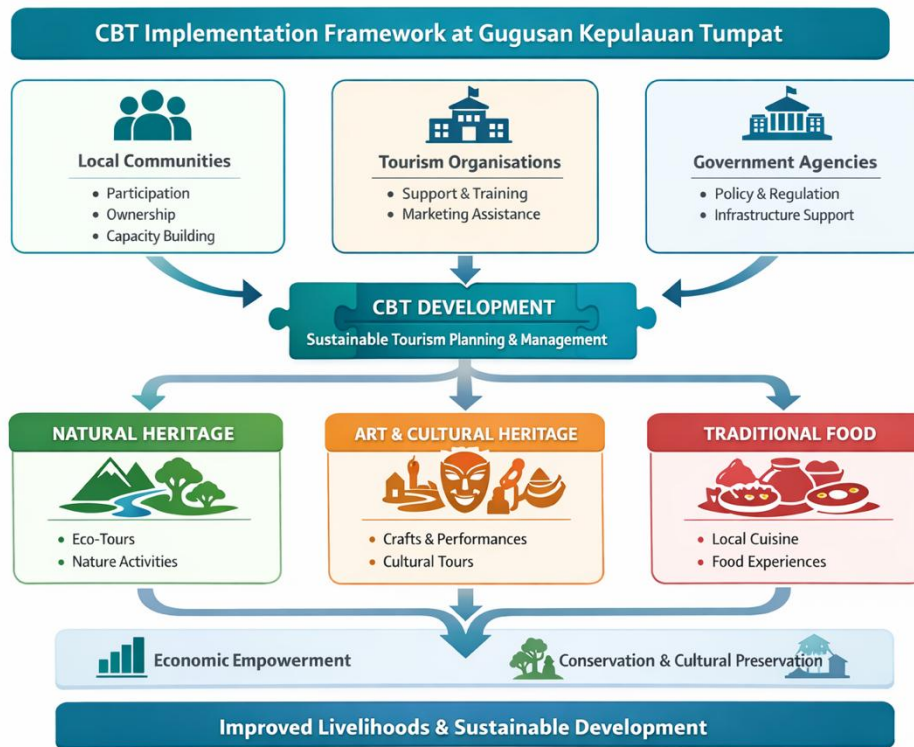 CBT Implementation Framework at Gugusan Kepulauan Tumpat
Local Communities
• Participation
• Ownership
• Capacity Building
Tourism Organisations
• Support & Training
• Marketing Assistance
Government Agencies
• Policy & Regulation
• Infrastructure Support
CBT DEVELOPMENT
Sustainable Tourism Planning & Management
NATURAL HERITAGE
• Eco-Tours
• Nature Activities
ART & CULTURAL HERITAGE
• Crafts & Performances
• Cultural Tours
TRADITIONAL FOOD
• Local Cuisine
• Food Experiences
Economic Empowerment
Conservation & Cultural Preservation
Improved Livelihoods & Sustainable Development